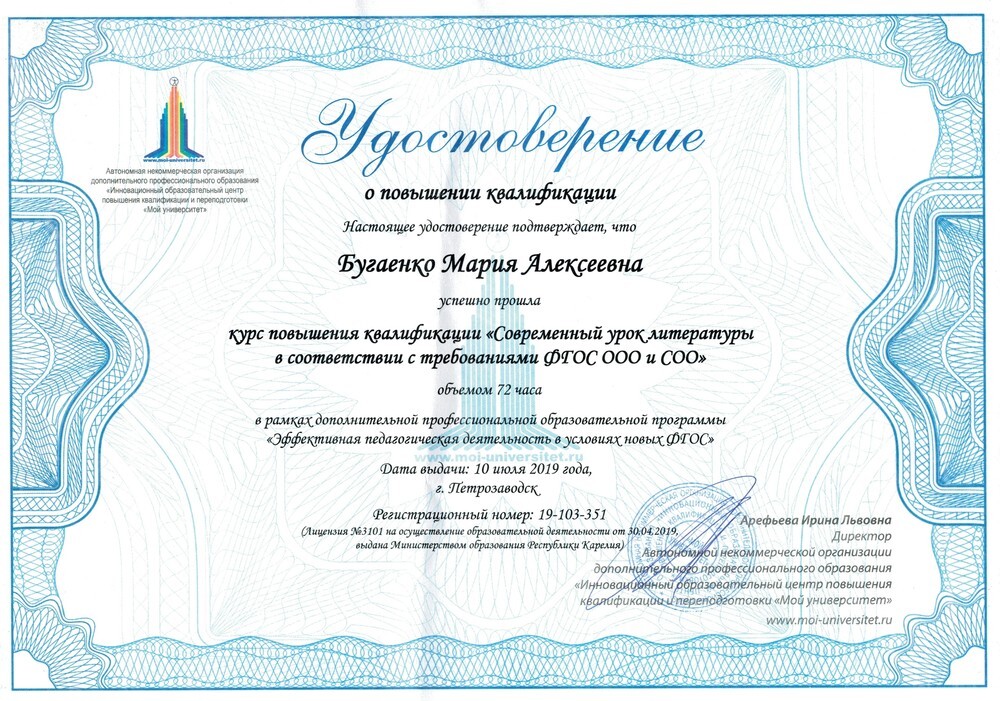 www.moi-universitet.ru
Автономная некоммерческая организация
дополнительного профессионального образования
«Инновационный образовательный центр
повышения квалификации и переподготовки
«Мой университет»
Удостоверение
о повышении квалификации
Настоящее удостоверение подтверждает, что
Бугаенко Мария Алексеевна
успешно прошла
курс повышения квалификации «Современный урок литературы
в соответствии с требованиями ФГОС ООО и СОО»
объемом 72 часа
в рамках дополнительной профессиональной образовательной программы
«Эффективная педагогическая деятельность в условиях новых ФГОС»
www.moi-universitet.ru
Дата выдачи: 10 июля 2019 года,
г. Петрозаводск
Регистрационный номер: 19-103-351
(Лицензия №3101 на осуществление образовательной деятельности от 30.04.2019,
выдана Министерством образования Республики Карелия)
Арефьева Ирина Львовна
Директор
Автономной некоммерческой организации
дополнительного профессионального образования
«Инновационный образовательный центр повышения
квалификации и переподготовки «Мой университет»
www.moi-universitet.ru